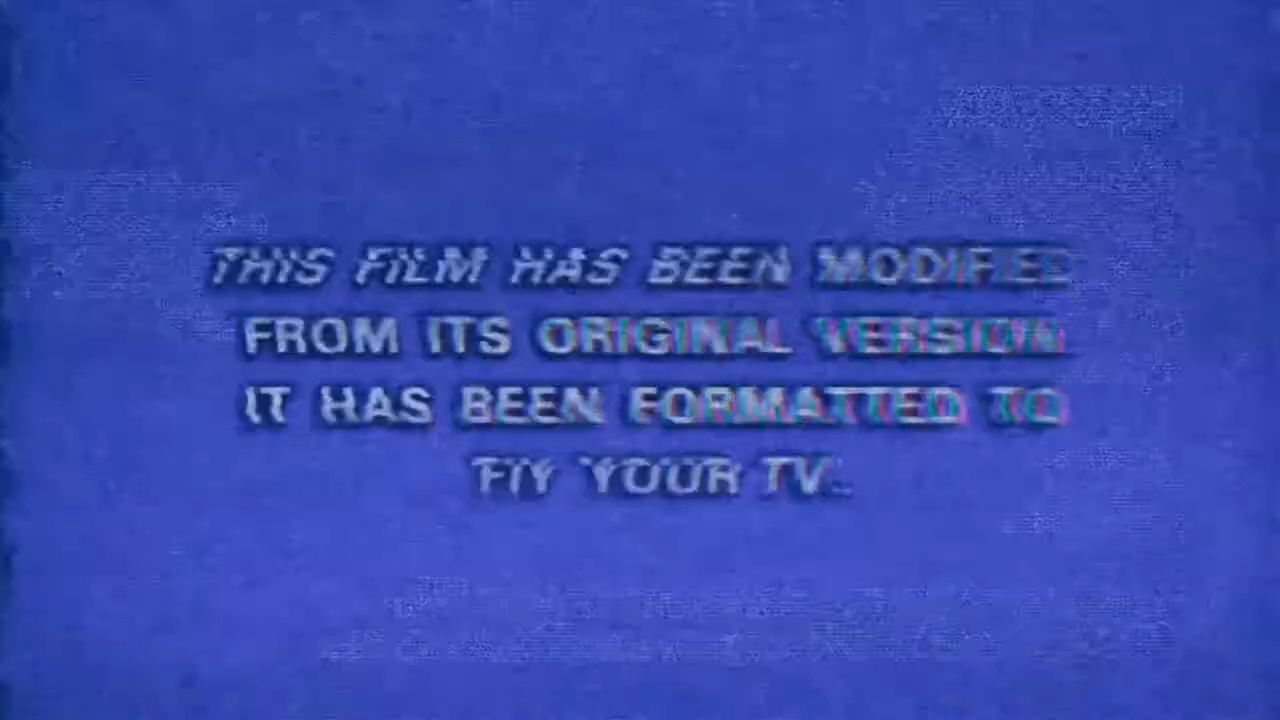 THIS FILM HAS BEEN MODIFIED
FROM ITS ORIGINAL VERSION
IT HAS BEEN FORMATTED TO
FIT YOUR TV.